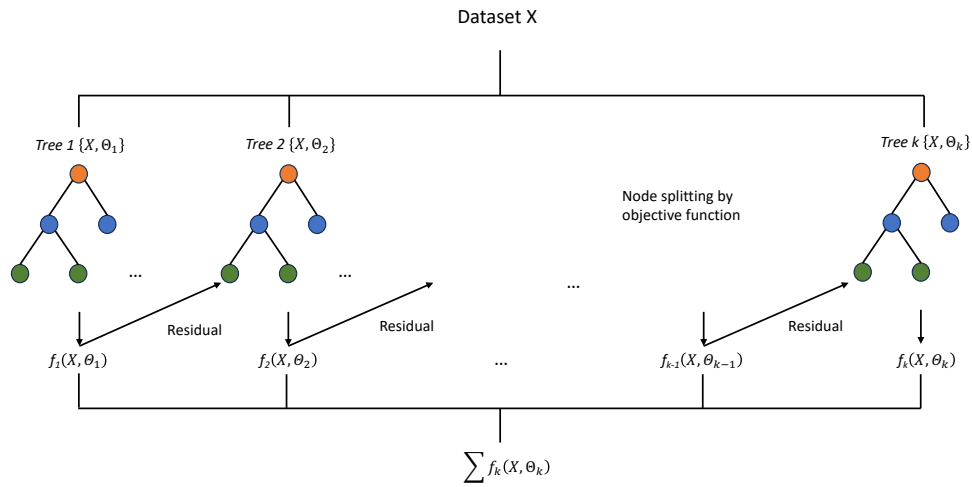 Dataset X
Tree 1 {X, Θ₁}
Tree 2 {X, Θ₂}
Tree k {X, Θₖ}
Node splitting by
objective function
...
...
...
Residual
Residual
Residual
f₁(X, Θ₁)
f₂(X, Θ₂)
...
fₖ₋₁(X, Θₖ₋₁)
fₖ(X, Θₖ)
∑ fₖ(X, Θₖ)